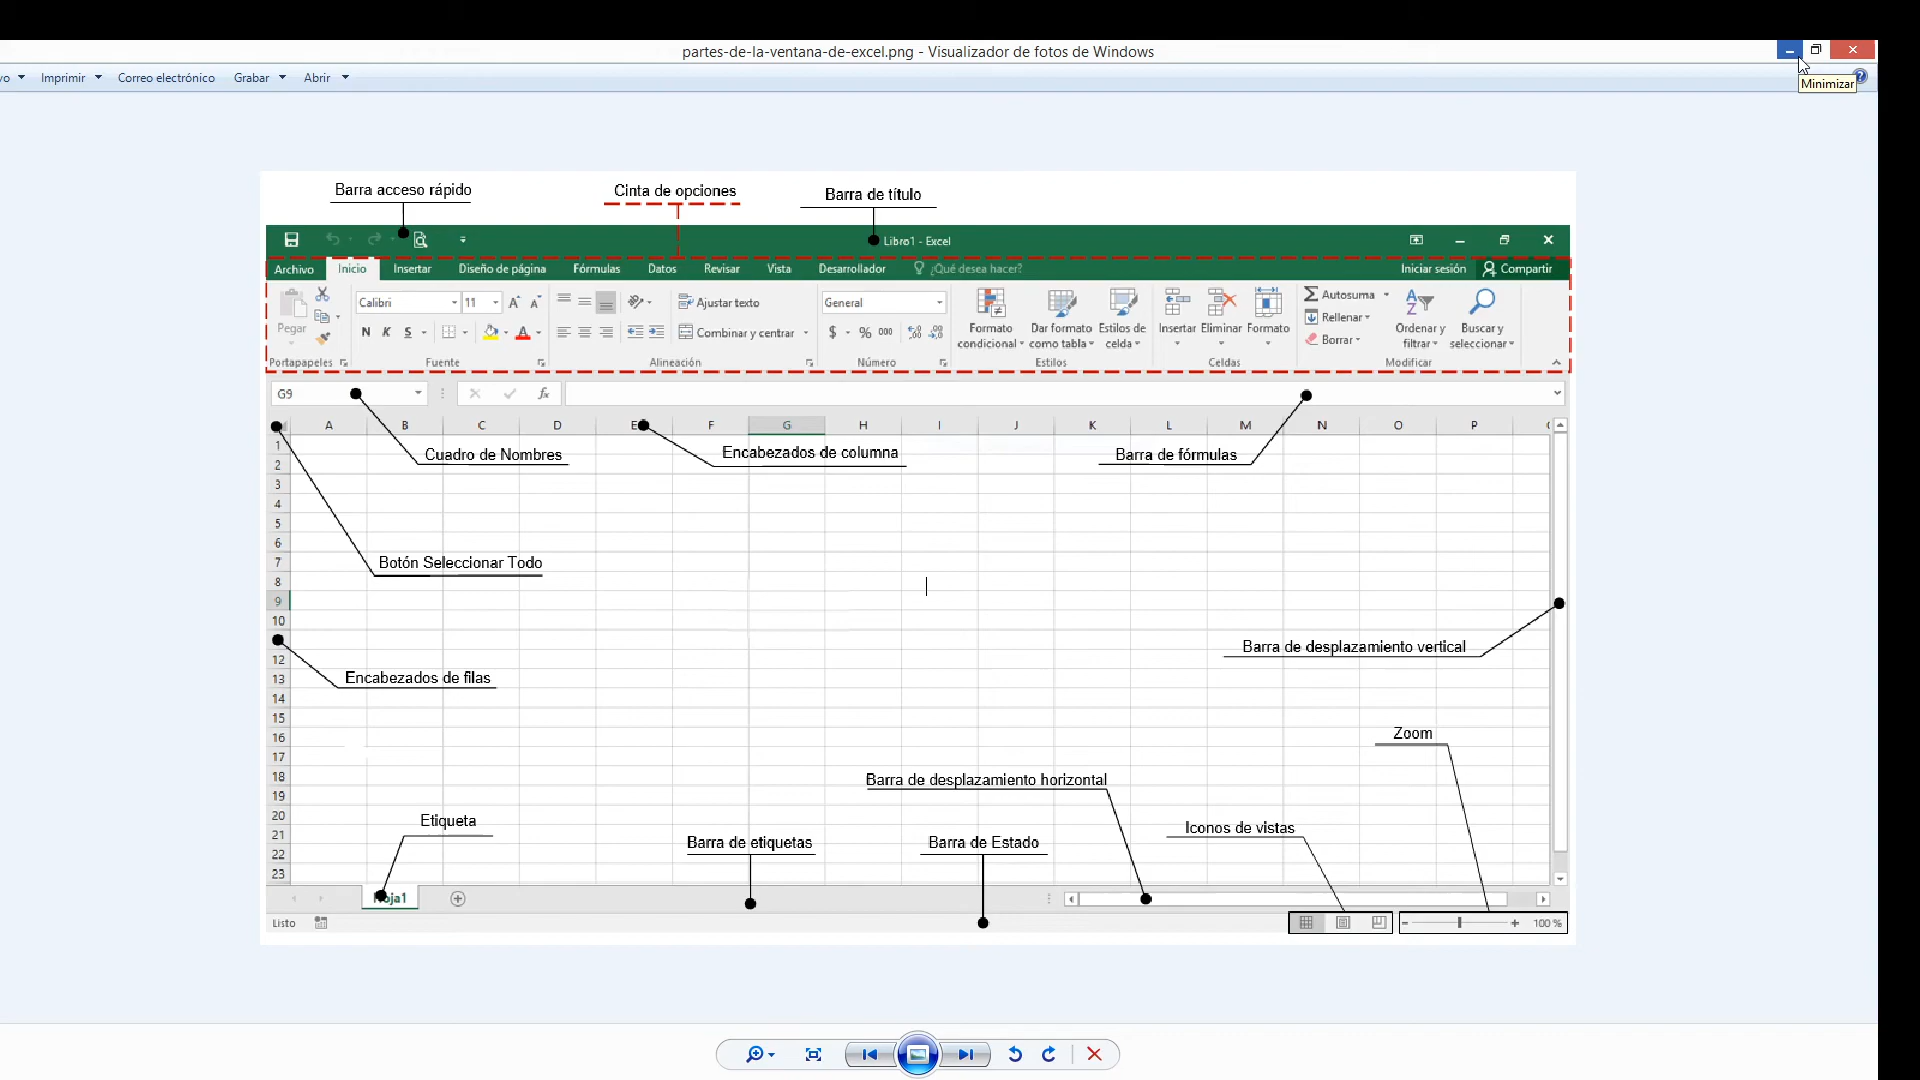 partes-de-la-ventana-de-excel.png - Visualizador de fotos de Windows
Imprimir Correo electrónico Grabar Abrir
Minimizar
Barra acceso rápido Cinta de opciones Barra de título
Libro1 - Excel
Archivo Inicio Insertar Diseño de página Fórmulas Datos Revisar Vista Desarrollador ¿Qué desea hacer? Iniciar sesión Compartir
Pegar Calibri 11 Ajustar texto General Formato condicional Dar formato como tabla Estilos de celda Insertar Eliminar Formato Autosuma Ordenar y filtrar Buscar y seleccionar
N K S Combinar y centrar $ % 000 Rellenar
Borrar
Portapapeles Fuente Alineación Número Estilos Celdas Modificar
G9 fx
A B C D E F G H I J K L M N O P
1
Cuadro de Nombres Encabezados de columna Barra de fórmulas
2
3
4
5
6
7 Botón Seleccionar Todo
8
9
10
Barra de desplazamiento vertical
12
13 Encabezados de filas
14
15
16 Zoom
17
18 Barra de desplazamiento horizontal
19
20 Etiqueta Iconos de vistas
21 Barra de etiquetas Barra de Estado
22
23
Listo 100 %